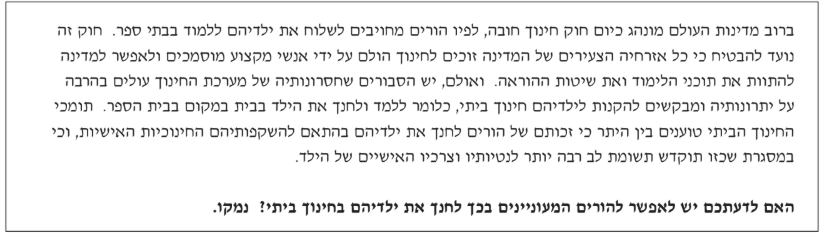 ברוב מדינות העולם מונהג כיום חוק חינוך חובה, לפיו הורים מחויבים לשלוח את ילדיהם ללמוד בבתי ספר. חוק זה
נועד להבטיח כי כל אזרחיה הצעירים של המדינה זוכים לחינוך הולם על ידי אנשי מקצוע מוסמכים ולאפשר למדינה
להתוות את תוכני הלימוד ואת שיטות ההוראה. ואולם, יש הסבורים שחסרונותיה של מערכת החינוך עולים בהרבה
על יתרונותיה ומבקשים להקנות לילדיהם חינוך ביתי, כלומר ללמד ולחנך את הילד בבית במקום בבית הספר. תומכי
החינוך הביתי טוענים בין היתר כי זכותם של הורים לחנך את ילדיהם בהתאם להשקפותיהם החינוכיות האישיות, וכי
במסגרת שכזו תוקדש תשומת לב רבה יותר לנטיותיו וצרכיו האישיים של הילד.
האם לדעתכם יש לאפשר להורים המעוניינים בכך לחנך את ילדיהם בחינוך ביתי? נמקו.